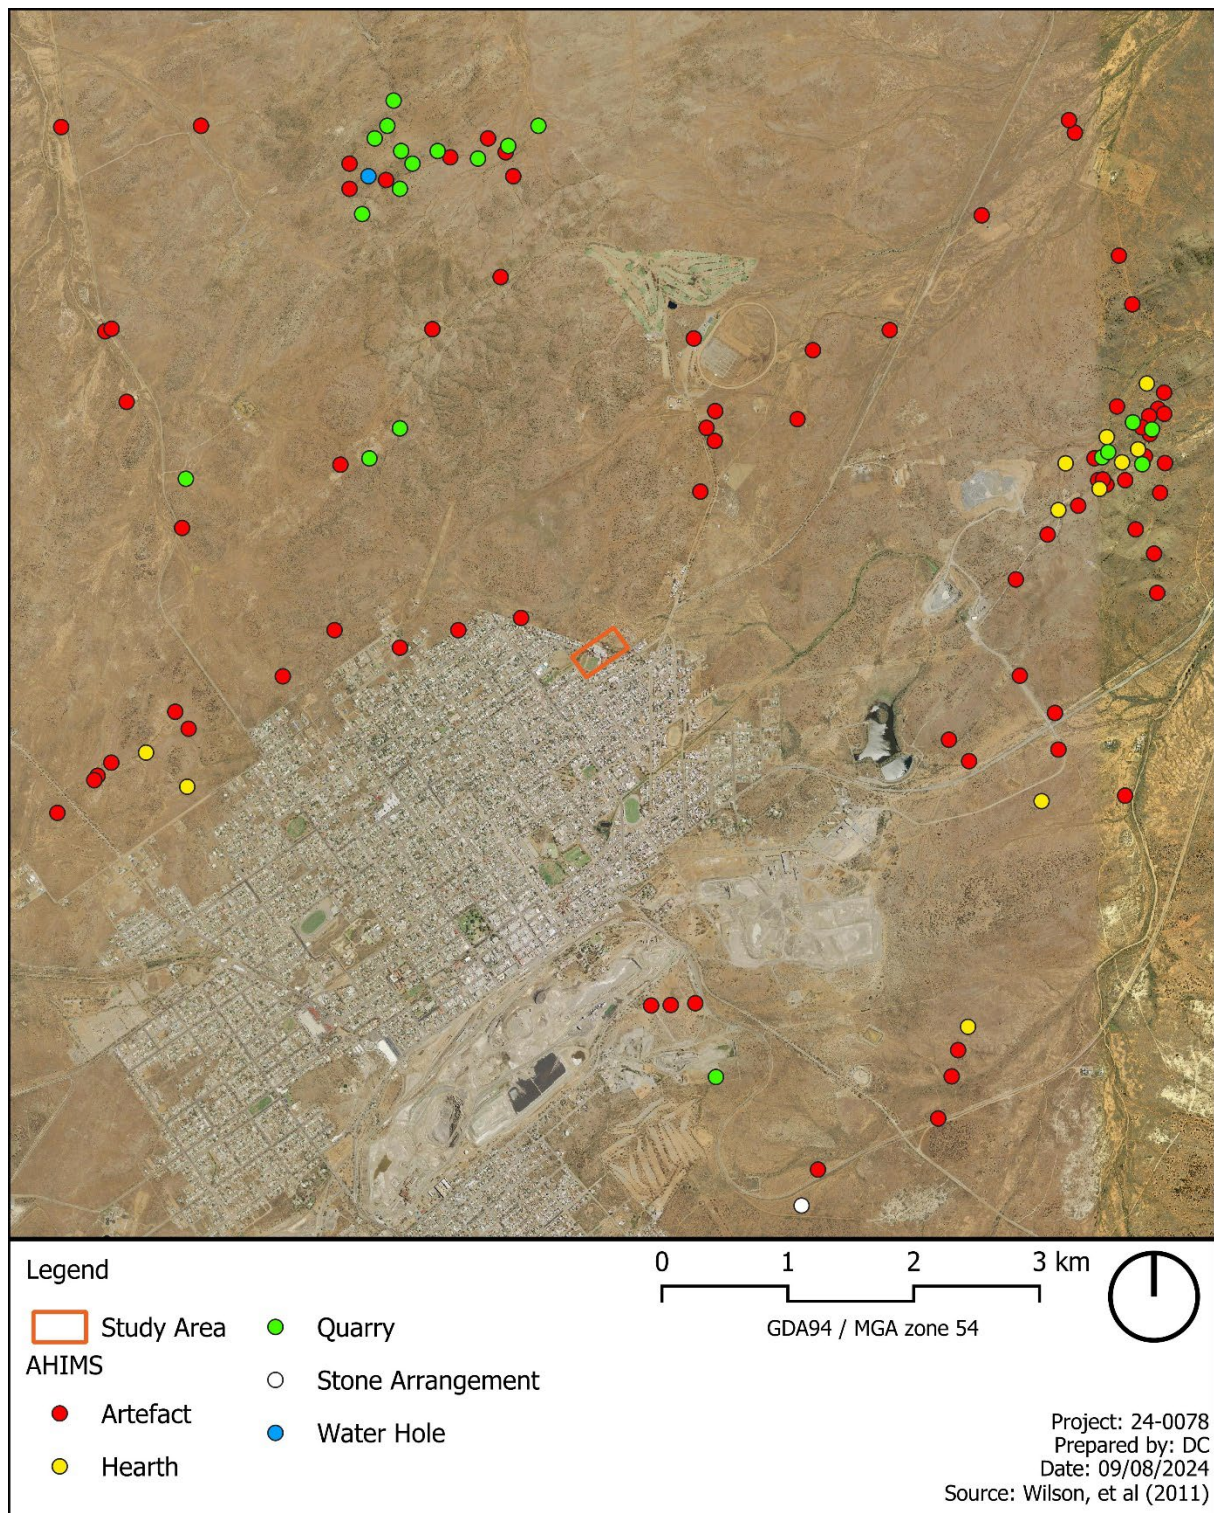 Legend
Study Area
AHIMS
Artefact
Hearth
Quarry
Stone Arrangement
Water Hole
0 1 2 3 km
GDA94 / MGA zone 54
Project: 24-0078
Prepared by: DC
Date: 09/08/2024
Source: Wilson, et al (2011)